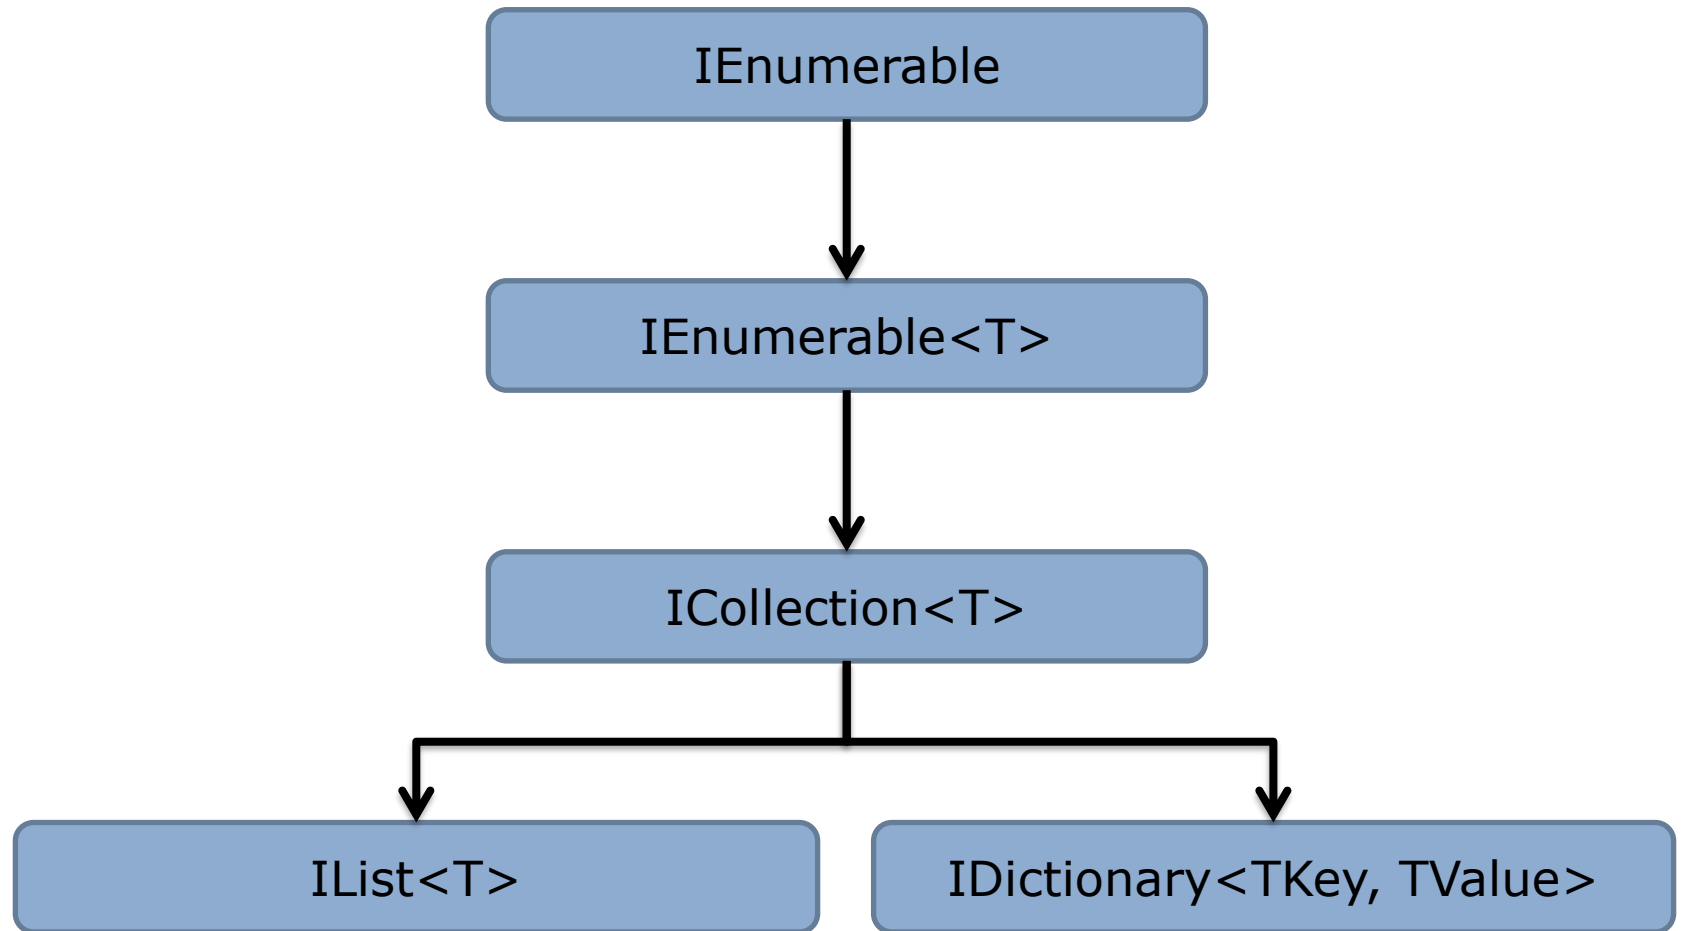 IEnumerable
IEnumerable<T>
ICollection<T>
IList<T>
IDictionary<TKey, TValue>